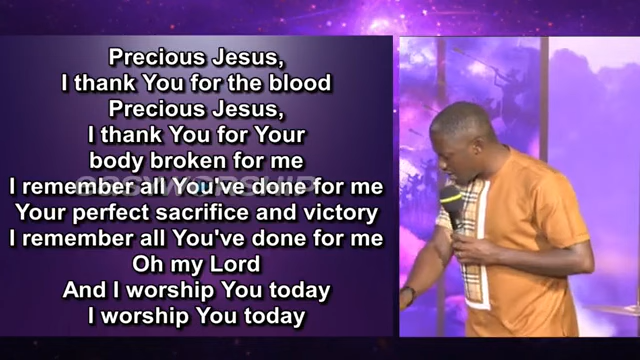 Precious Jesus,
I thank You for the blood
Precious Jesus,
I thank You for Your
body broken for me
I remember all You've done for me
Your perfect sacrifice and victory
I remember all You've done for me
Oh my Lord
And I worship You today
I worship You today